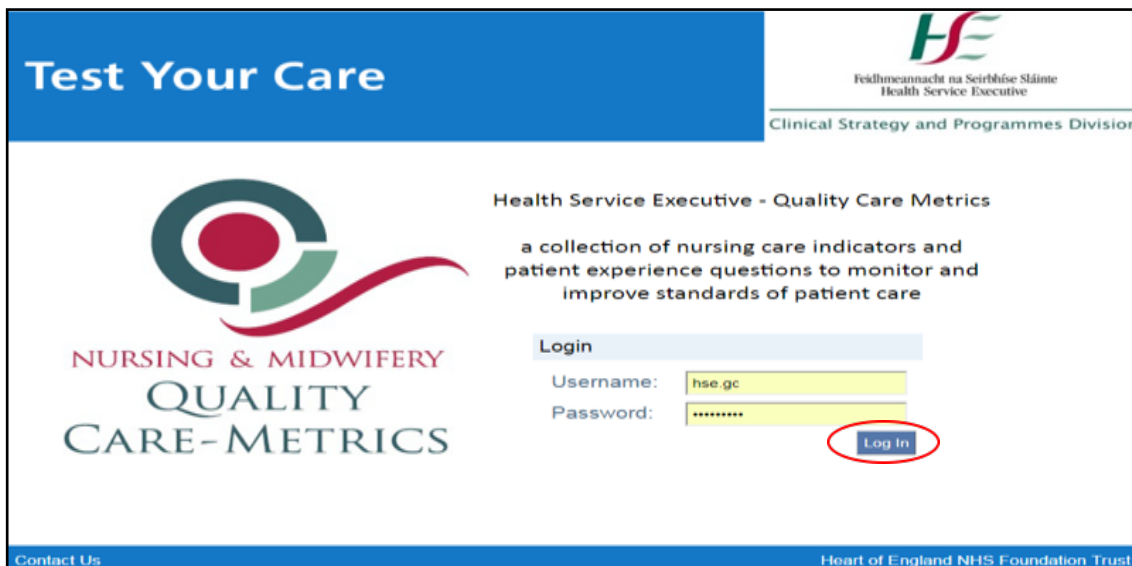 Test Your Care
HSE
Feidhmeannacht na Seirbhíse Sláinte
Health Service Executive
Clinical Strategy and Programmes Division
Health Service Executive - Quality Care Metrics
a collection of nursing care indicators and
patient experience questions to monitor and
improve standards of patient care
NURSING & MIDWIFERY
QUALITY
CARE-METRICS
Login
Username: hse.gc
Password: •••••••••
Log In
Contact Us
Heart of England NHS Foundation Trust